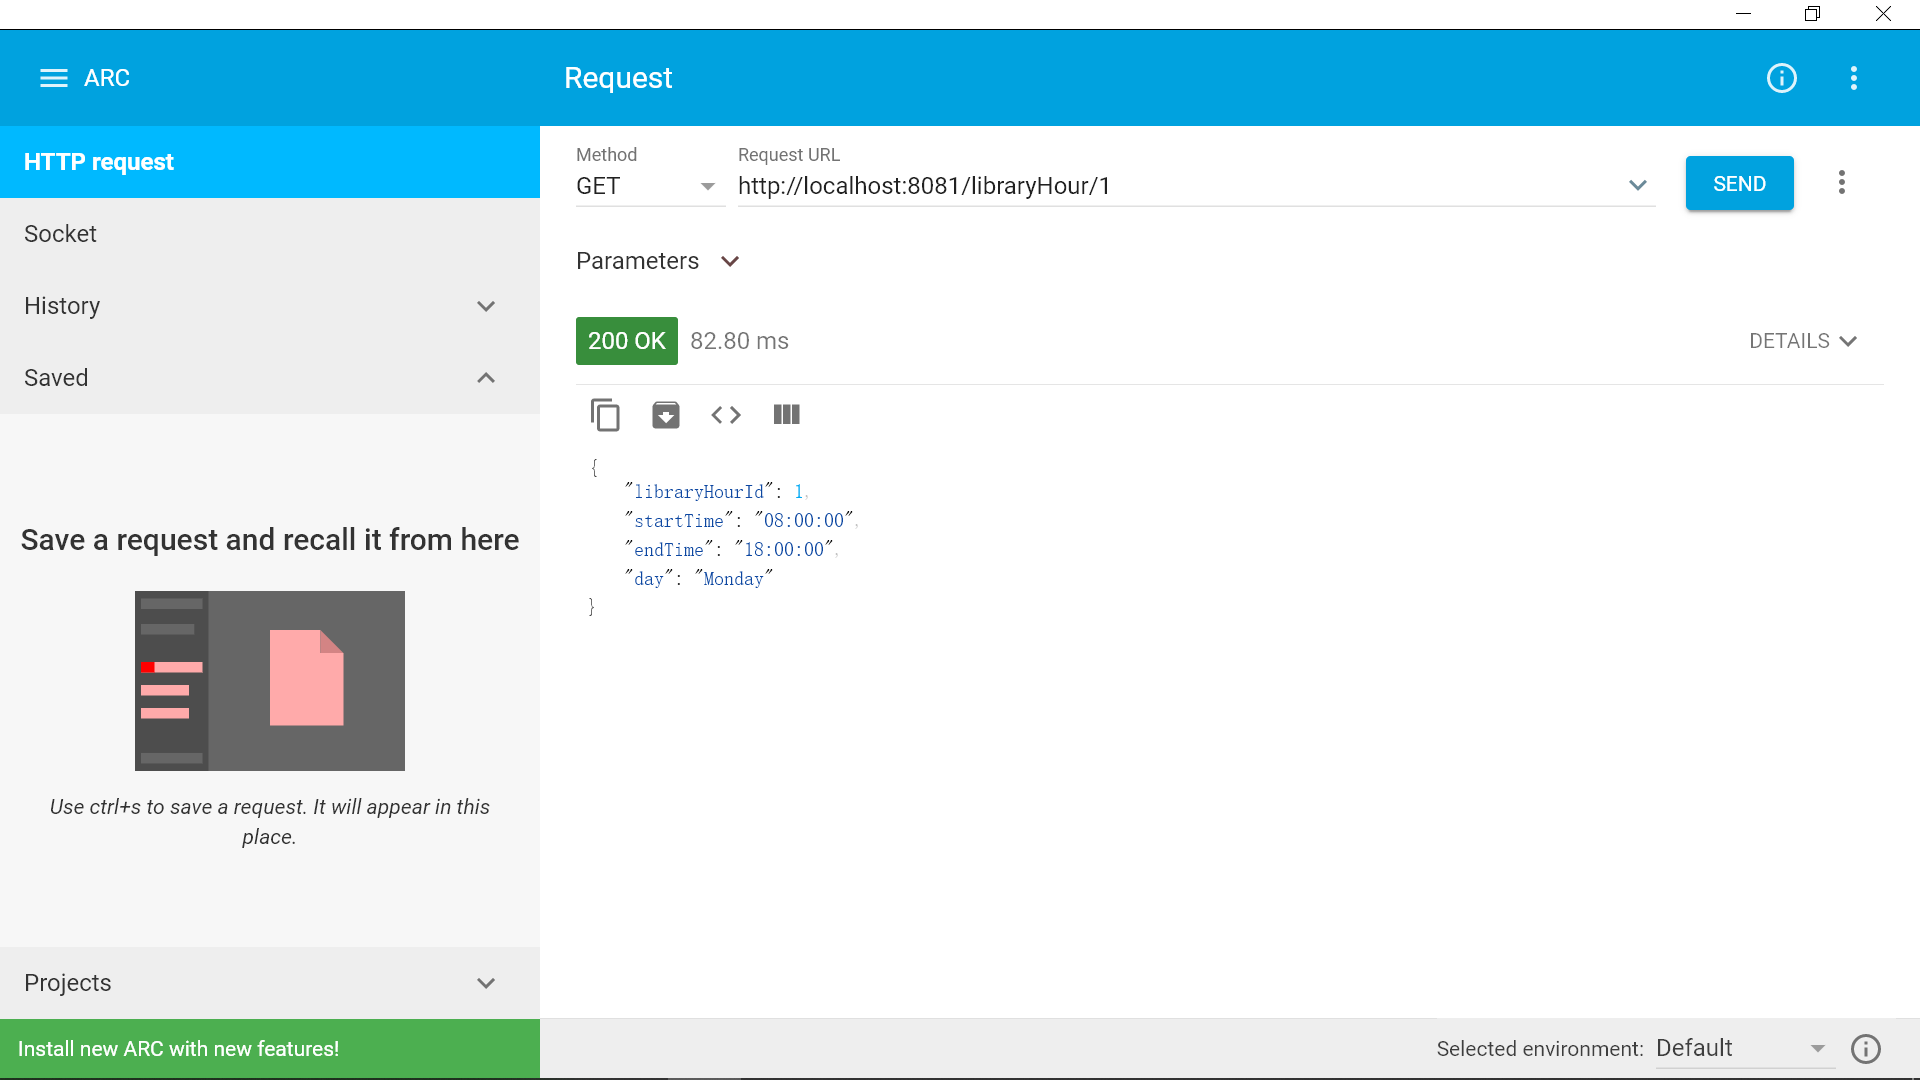 ARC
Request
HTTP request
Socket
History
Saved
Save a request and recall it from here
Use ctrl+s to save a request. It will appear in this
place.
Projects
Install new ARC with new features!
Method
Request URL
GET
http://localhost:8081/libraryHour/1
SEND
Parameters
200 OK
82.80 ms
DETAILS
{
"libraryHourId": 1,
"startTime": "08:00:00",
"endTime": "18:00:00",
"day": "Monday"
}
Selected environment:
Default